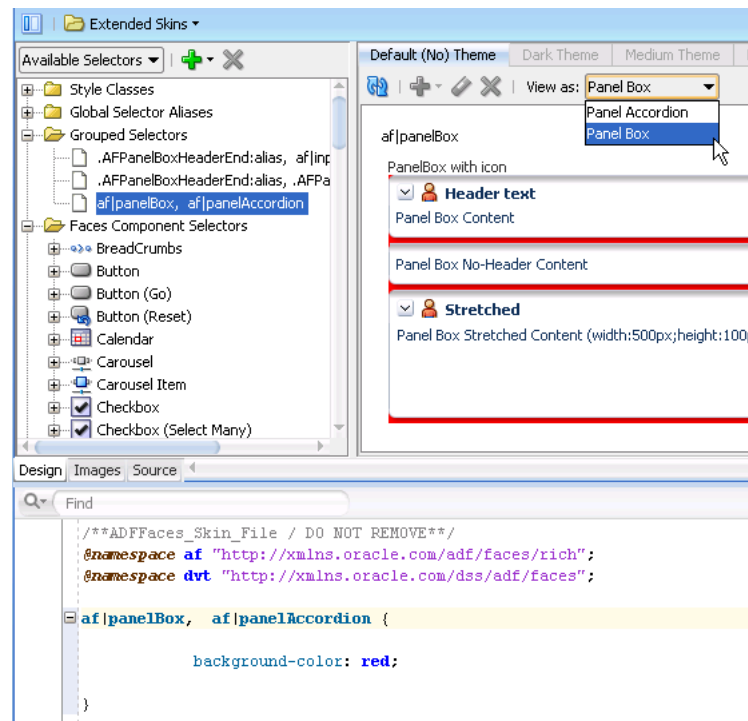 Extended Skins
Available Selectors
Style Classes
Global Selector Aliases
Grouped Selectors
.AFPanelBoxHeaderEnd:alias, af|inp
.AFPanelBoxHeaderEnd:alias, .AFPa
af|panelBox, af|panelAccordion
Faces Component Selectors
BreadCrumbs
Button
Button (Go)
Button (Reset)
Calendar
Carousel
Carousel Item
Checkbox
Checkbox (Select Many)
Default (No) Theme Dark Theme Medium Theme
View as: Panel Box
Panel Accordion
Panel Box
af|panelBox
PanelBox with icon
Header text
Panel Box Content
Panel Box No-Header Content
Stretched
Panel Box Stretched Content (width:500px;height:100p
Design Images Source
Find
/**ADFFaces_Skin_File / DO NOT REMOVE**/
@namespace af "http://xmlns.oracle.com/adf/faces/rich";
@namespace dvt "http://xmlns.oracle.com/dss/adf/faces";
af|panelBox, af|panelAccordion {
background-color: red;
}